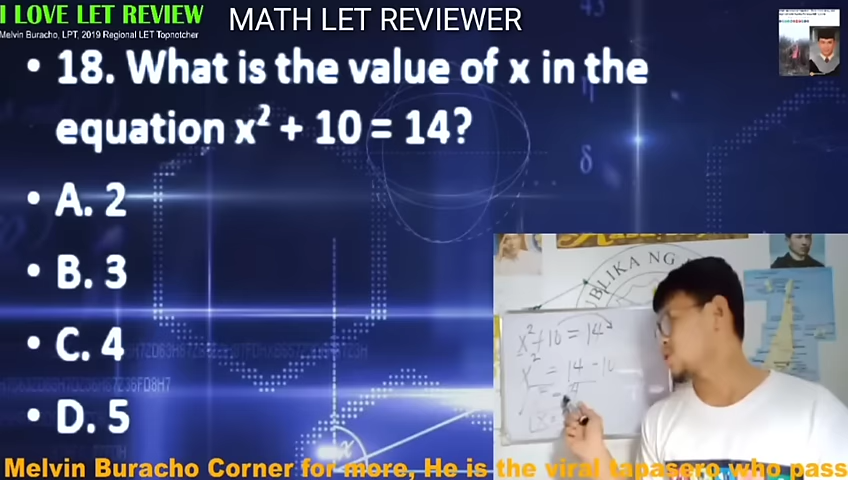 I LOVE LET REVIEW
MATH LET REVIEWER
Melvin Buracho, LPT, 2019 Regional LET Topnotcher
• 18. What is the value of x in the
equation x² + 10 = 14?
• A. 2
• B. 3
• C. 4
• D. 5
BLIKA NG
x² + 10 = 14
x² = 14 - 10
x
Melvin Buracho Corner for more, He is the viral tapasero who pass